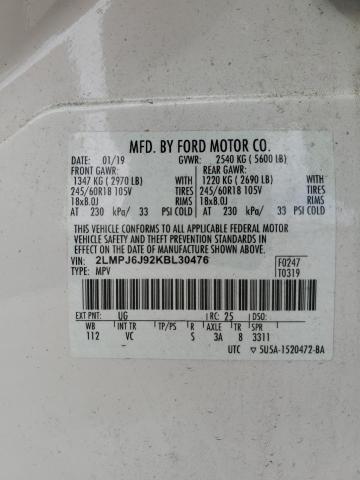 MFD. BY FORD MOTOR CO.
DATE: 01/19 GVWR: 2540 KG ( 5600 LB)
FRONT GAWR: REAR GAWR:
1347 KG ( 2970 LB) 1220 KG ( 2690 LB)
245/60R18 105V TIRES 245/60R18 105V TIRES
18x8.0J RIMS 18x8.0J RIMS
AT 230 kPa/ 33 PSI COLD AT 230 kPa/ 33 PSI COLD
THIS VEHICLE CONFORMS TO ALL APPLICABLE FEDERAL MOTOR
VEHICLE SAFETY AND BUMPER STANDARDS IN EFFECT ON THE DATE OF
MANUFACTURE SHOWN ABOVE.
VIN: 2LMPJ6J92KBL30476 F0247
TYPE: MPV T0319
EXT PNT: UG RC: 25 DSO:
WB INT TR TP/PS R AXLE TR SPR
112 VC S 3A 8 3311
UTC 5U5A-1520472-BA